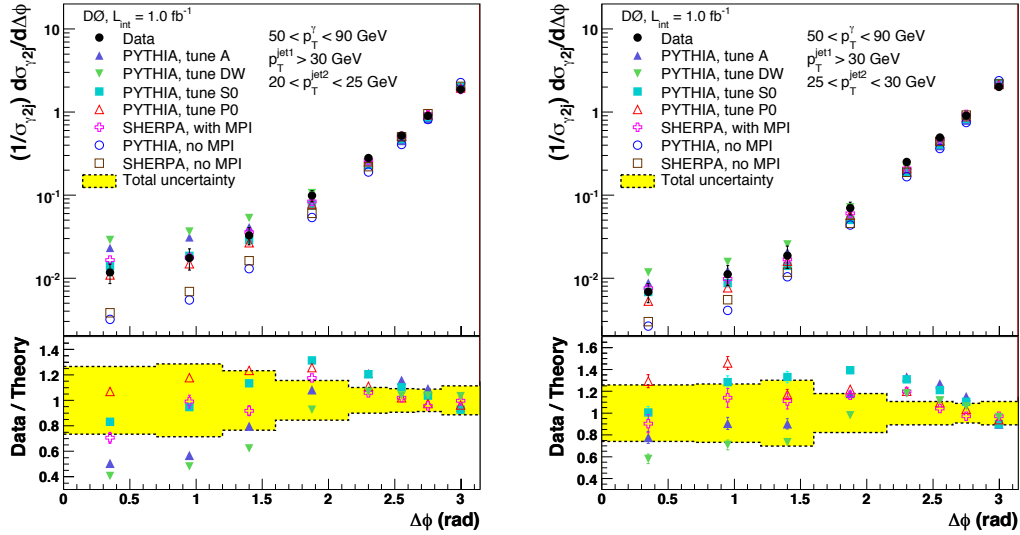 DØ, L_int = 1.0 fb⁻¹
Data
PYTHIA, tune A
PYTHIA, tune DW
PYTHIA, tune S0
PYTHIA, tune P0
SHERPA, with MPI
PYTHIA, no MPI
SHERPA, no MPI
Total uncertainty
50 < p_T^γ < 90 GeV
p_T^jet1 > 30 GeV
20 < p_T^jet2 < 25 GeV
(1/σ_γ2j) dσ_γ2j/dΔφ
10
1
10⁻¹
10⁻²
Data / Theory
1.4
1.2
1
0.8
0.6
0.4
0 0.5 1 1.5 2 2.5 3
Δφ (rad)
DØ, L_int = 1.0 fb⁻¹
Data
PYTHIA, tune A
PYTHIA, tune DW
PYTHIA, tune S0
PYTHIA, tune P0
SHERPA, with MPI
PYTHIA, no MPI
SHERPA, no MPI
Total uncertainty
50 < p_T^γ < 90 GeV
p_T^jet1 > 30 GeV
25 < p_T^jet2 < 30 GeV
(1/σ_γ2j) dσ_γ2j/dΔφ
10
1
10⁻¹
10⁻²
Data / Theory
1.6
1.4
1.2
1
0.8
0.6
0.4
0 0.5 1 1.5 2 2.5 3
Δφ (rad)